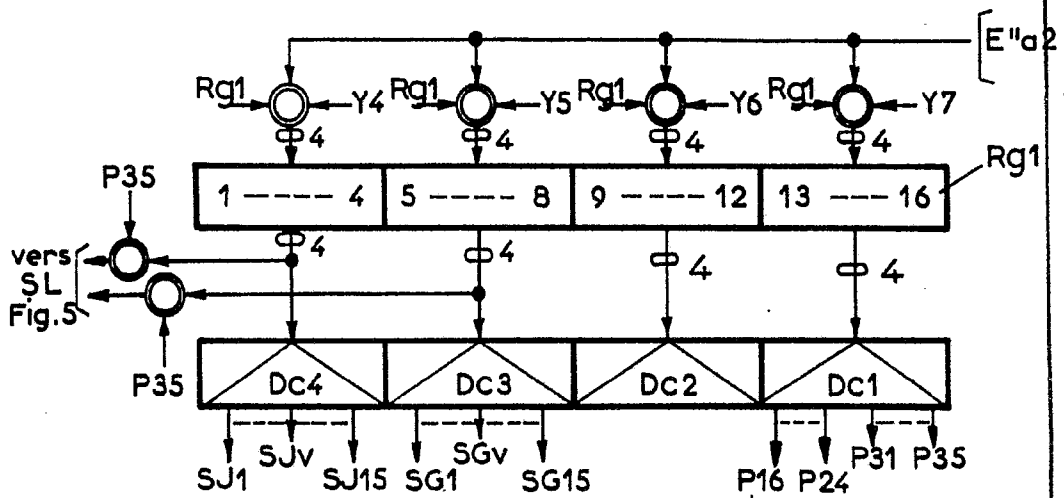 E"a2
Rg1 Y4 Rg1 Y5 Rg1 Y6 Rg1 Y7
4 4 4 4
Rg1
P35
1 ---- 4 5 ---- 8 9 ---- 12 13 ---- 16
4 4 4 4
vers
SL
Fig.5
P35
Dc4 Dc3 Dc2 Dc1
SJ1 SJv SJ15 SG1 SGv SG15 P16 P24 P31 P35